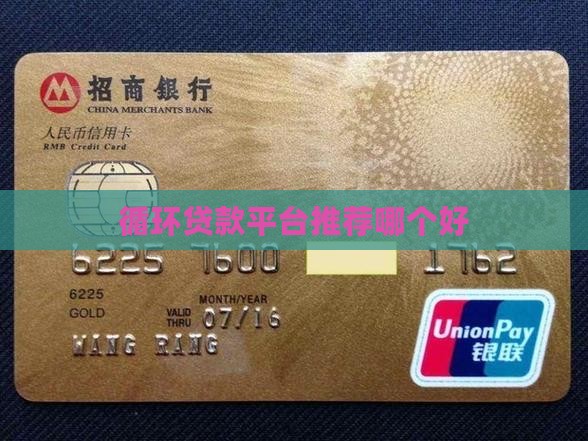 招商銀行
CHINA MERCHANTS BANK
人民币信用卡
RMB Credit Card
循环贷款平台推荐哪个好
6225 7600 1762
6225
MONTH/YEAR
GOLD
VALID THRU 07/16
WANG RANG
UnionPay
银联